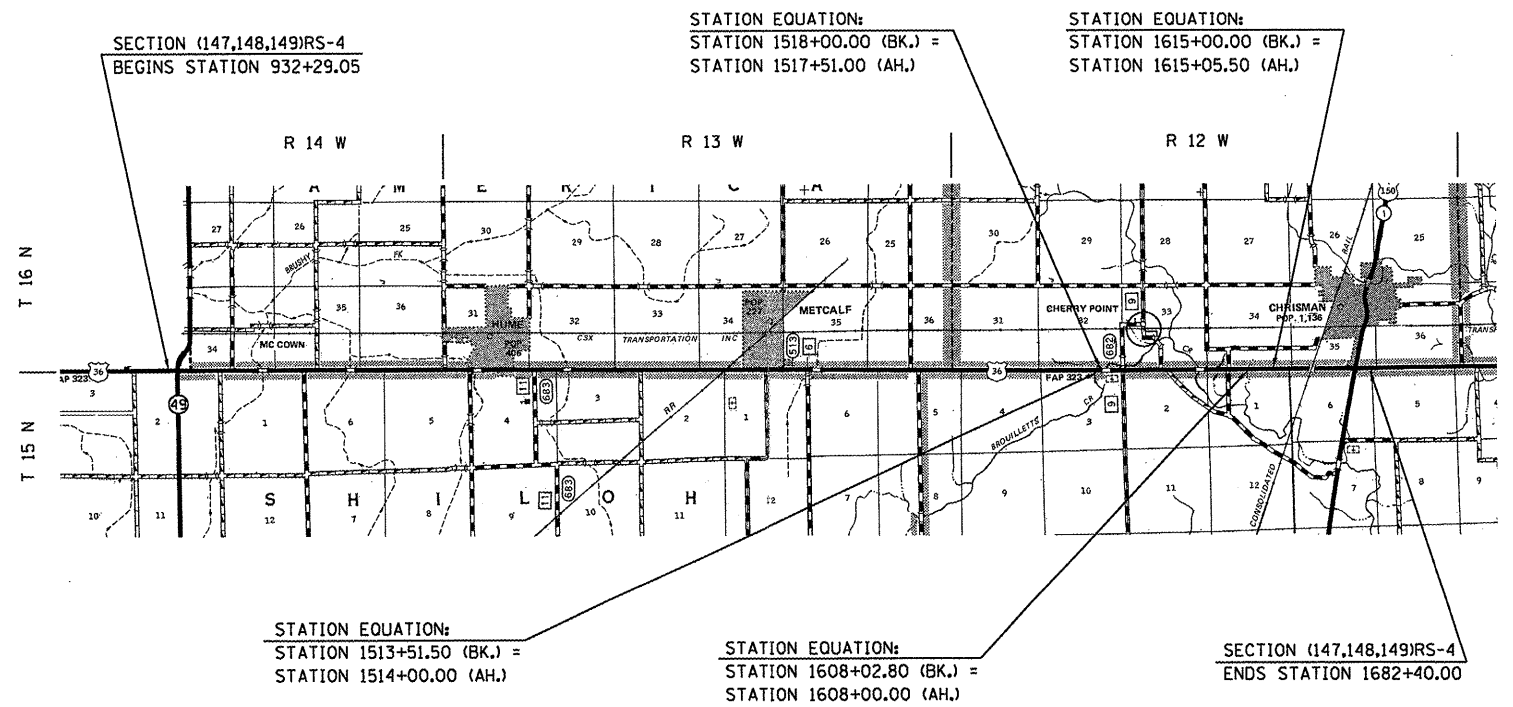 STATION EQUATION:
STATION 1518+00.00 (BK.) =
STATION 1517+51.00 (AH.)
STATION EQUATION:
STATION 1615+00.00 (BK.) =
STATION 1615+05.50 (AH.)
SECTION (147,148,149)RS-4
BEGINS STATION 932+29.05
R 14 W
R 13 W
R 12 W
T 16 N
T 15 N
A M E R I C A
150
1
27 26 25 30 29 28 27 26 25 30 29 28 27 26 25
BRUSHY FK
RAIL
35 36 31 32 33 34 35 36 31 32 33 34 35 36
34
HUME
POP. 406
POP. 227
METCALF
CHERRY POINT
CHRISMAN
POP. 1,136
MC COWN
CSX TRANSPORTATION INC
TRANSP
513
6
9
682
36
36
FAP 323
FAP 323
49
11
683
9
3 2 1 6 5 4 3 2 1 6 5 4 3 2 1 6 5 4
RR
CR
BROUILLETTS CR
CONSOLIDATED
S H I L O H
683
11
10 11 12 7 8 9 10 11 12 7 8 9 10 11 12 7 8 9
STATION EQUATION:
STATION 1513+51.50 (BK.) =
STATION 1514+00.00 (AH.)
STATION EQUATION:
STATION 1608+02.80 (BK.) =
STATION 1608+00.00 (AH.)
SECTION (147,148,149)RS-4
ENDS STATION 1682+40.00